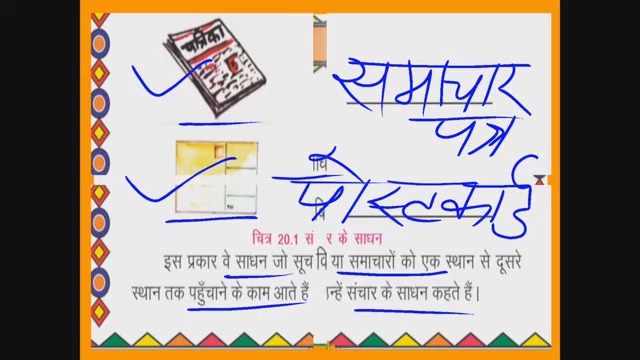 पत्रिका
समाचार
पत्र
पोस्टकार्ड
चित्र 20.1 सं र के साधन
इस प्रकार वे साधन जो सूच वि या समाचारों को एक स्थान से दूसरे
स्थान तक पहुँचाने के काम आते हैं न्हें संचार के साधन कहते हैं।